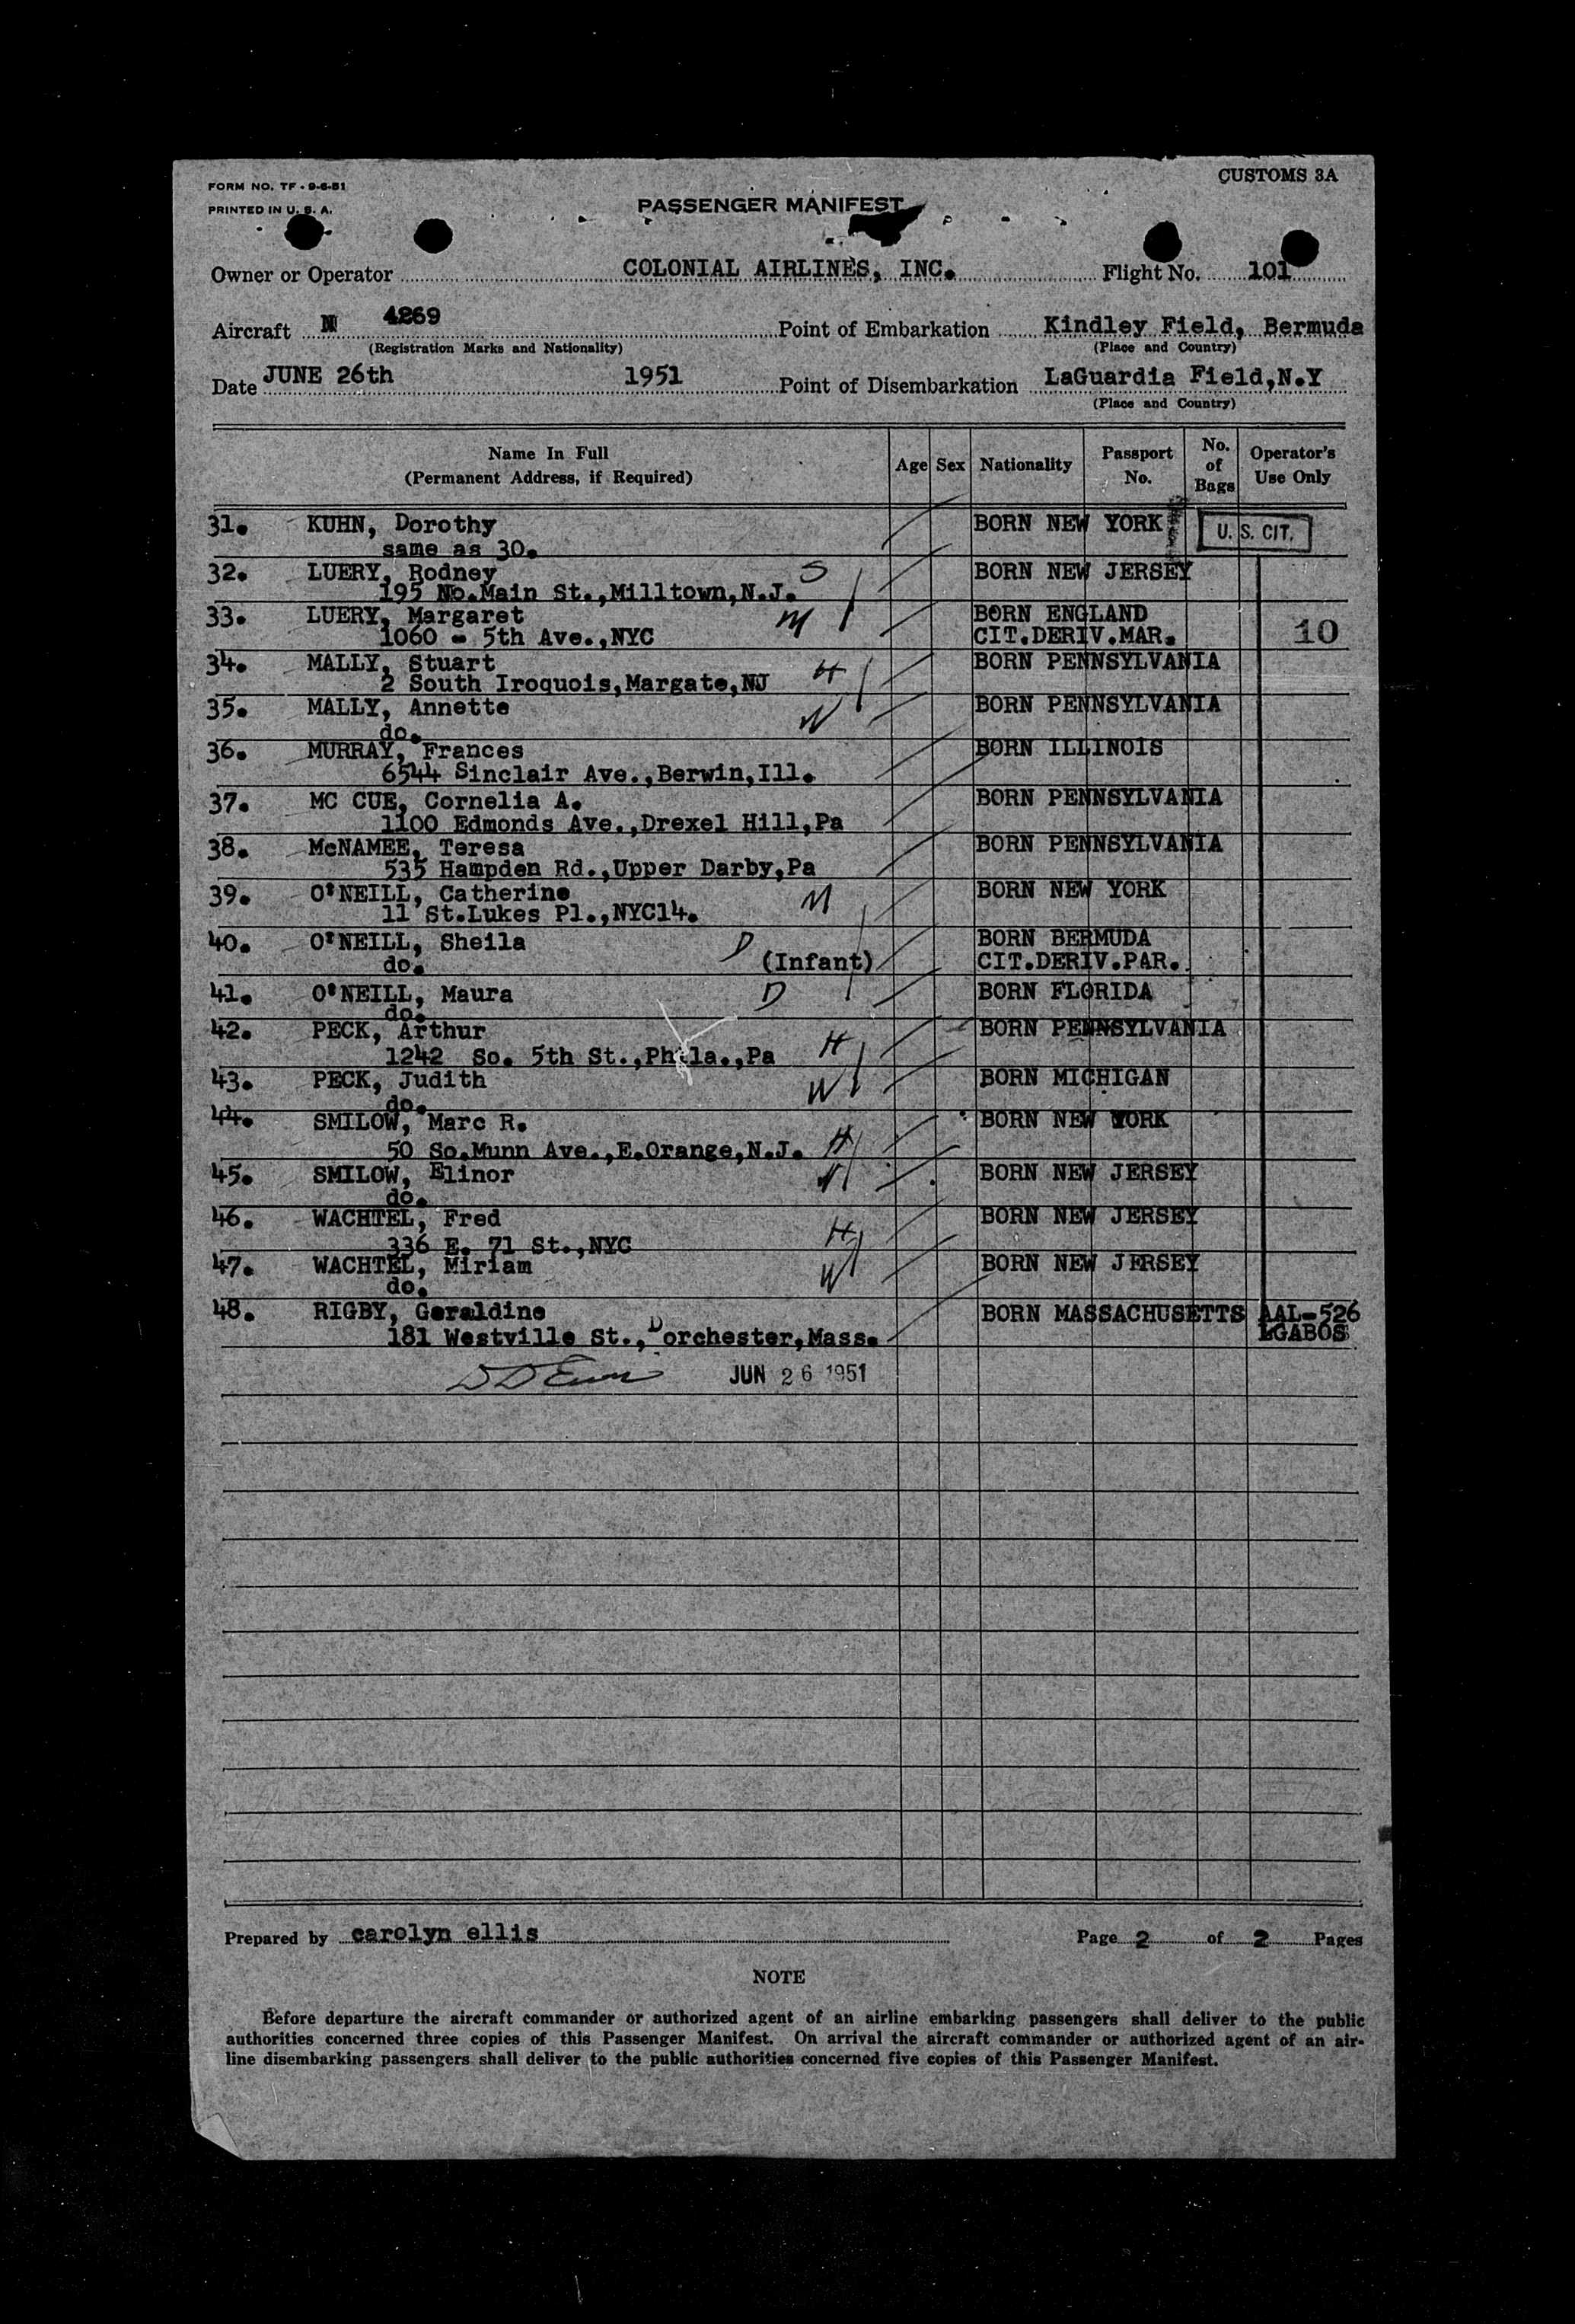 CUSTOMS 3A
FORM NO. TF - 9-6-51
PRINTED IN U. S. A.
PASSENGER MANIFEST
Owner or Operator COLONIAL AIRLINES, INC. Flight No. 101
Aircraft N 4269 Point of Embarkation Kindley Field, Bermuda
(Registration Marks and Nationality) (Place and Country)
Date JUNE 26th 1951 Point of Disembarkation LaGuardia Field,N.Y
(Place and Country)
Name In Full (Permanent Address, if Required) Age Sex Nationality Passport No. No. of Bags Operator's Use Only
31. KUHN, Dorothy BORN NEW YORK U. S. CIT.
same as 30.
32. LUERY, Rodney S BORN NEW JERSEY
195 No.Main St.,Milltown,N.J.
33. LUERY, Margaret M BORN ENGLAND
1060 - 5th Ave.,NYC CIT.DERIV.MAR. 10
34. MALLY, Stuart H BORN PENNSYLVANIA
2 South Iroquois,Margate,NJ
35. MALLY, Annette W BORN PENNSYLVANIA
do.
36. MURRAY, Frances BORN ILLINOIS
6544 Sinclair Ave.,Berwin,Ill.
37. MC CUE, Cornelia A. BORN PENNSYLVANIA
1100 Edmonds Ave.,Drexel Hill,Pa
38. McNAMEE, Teresa BORN PENNSYLVANIA
535 Hampden Rd.,Upper Darby,Pa
39. O'NEILL, Catherine M BORN NEW YORK
11 St.Lukes Pl.,NYC14.
40. O'NEILL, Sheila D BORN BERMUDA
do. (Infant) CIT.DERIV.PAR.
41. O'NEILL, Maura D BORN FLORIDA
do.
42. PECK, Arthur H BORN PENNSYLVANIA
1242 So. 5th St.,Phila.,Pa
43. PECK, Judith W BORN MICHIGAN
do.
44. SMILOW, Marc R. H BORN NEW YORK
50 So.Munn Ave.,E.Orange,N.J.
45. SMILOW, Elinor W BORN NEW JERSEY
do.
46. WACHTEL, Fred H BORN NEW JERSEY
336 E. 71 St.,NYC
47. WACHTEL, Miriam W BORN NEW JERSEY
do.
48. RIGBY, Geraldine BORN MASSACHUSETTS AAL-526
181 Westville St.,Dorchester,Mass. LGABOS
JUN 26 1951
Prepared by carolyn ellis Page 2 of 2 Pages
NOTE
Before departure the aircraft commander or authorized agent of an airline embarking passengers shall deliver to the public
authorities concerned three copies of this Passenger Manifest. On arrival the aircraft commander or authorized agent of an air-
line disembarking passengers shall deliver to the public authorities concerned five copies of this Passenger Manifest.